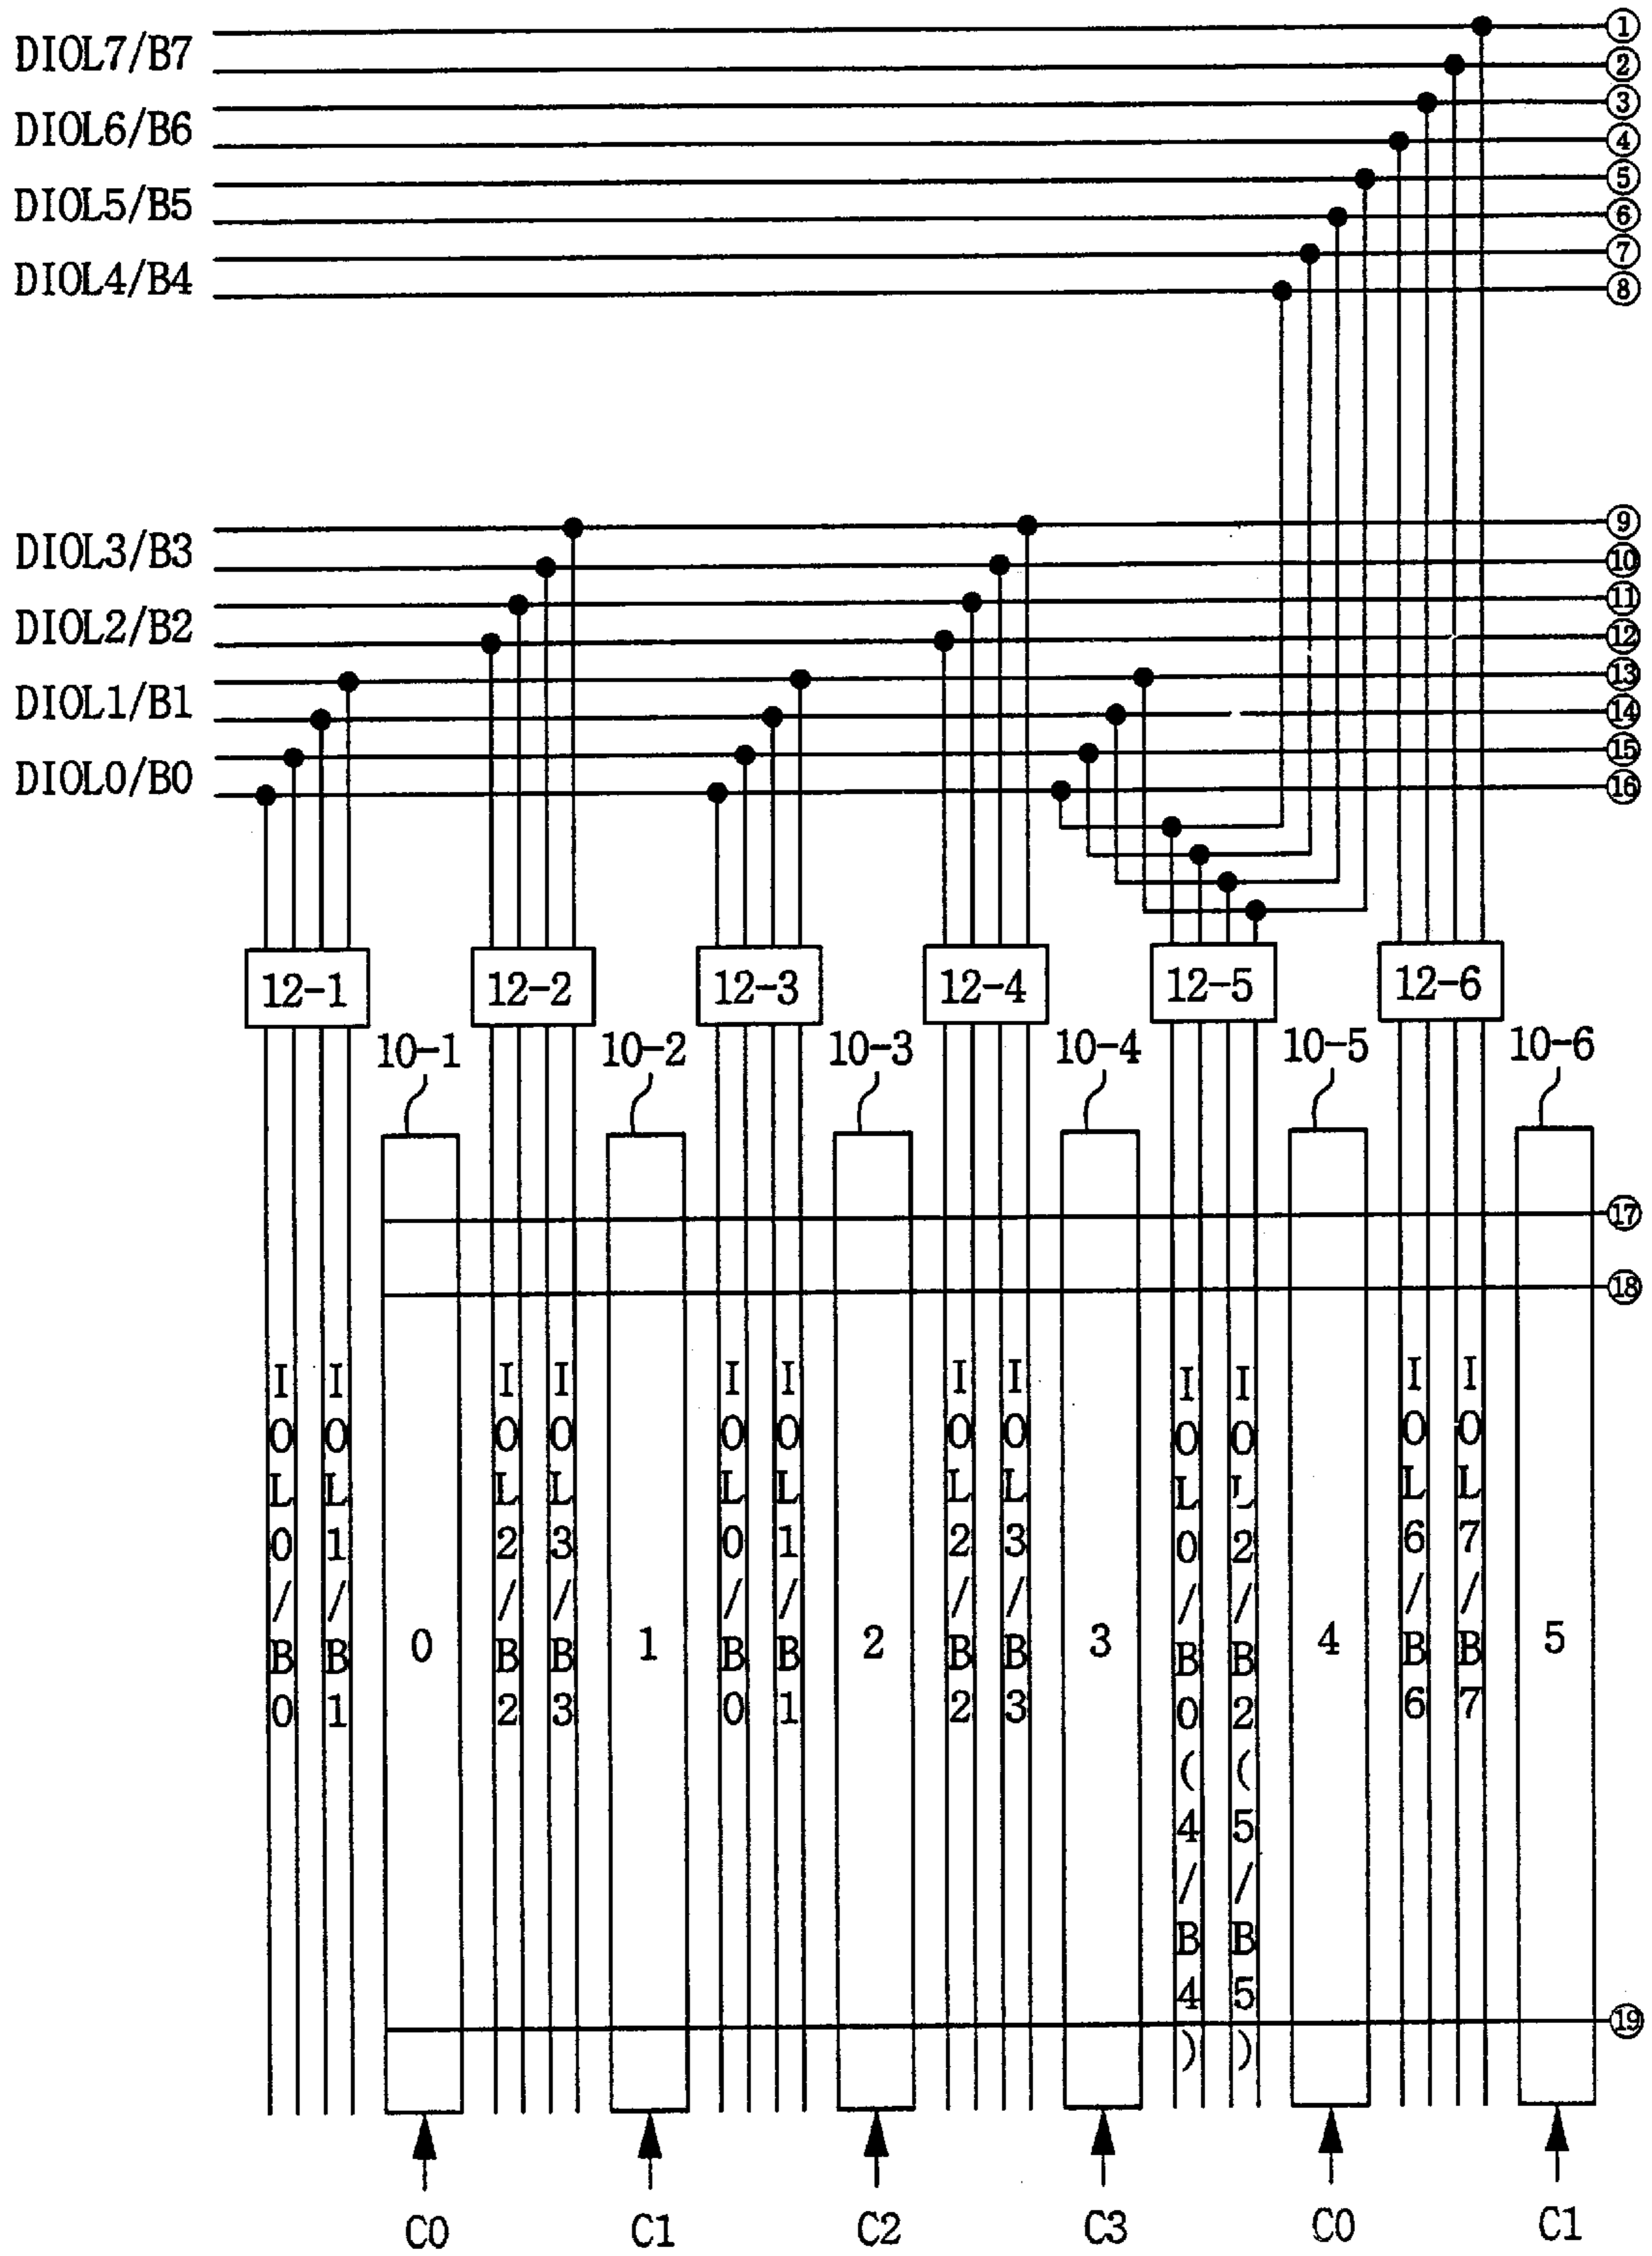 DIOL7/B7
①
②
DIOL6/B6
③
④
DIOL5/B5
⑤
⑥
DIOL4/B4
⑦
⑧
DIOL3/B3
⑨
⑩
DIOL2/B2
⑪
⑫
DIOL1/B1
⑬
⑭
DIOL0/B0
⑮
⑯
12-1
12-2
12-3
12-4
12-5
12-6
10-1
10-2
10-3
10-4
10-5
10-6
⑰
⑱
IOL0/B0
IOL1/B1
0
IOL2/B2
IOL3/B3
1
IOL0/B0
IOL1/B1
2
IOL2/B2
IOL3/B3
3
IOL0/B0(4/B4)
IOL2/B2(5/B5)
4
IOL6/B6
IOL7/B7
5
⑲
C0
C1
C2
C3
C0
C1